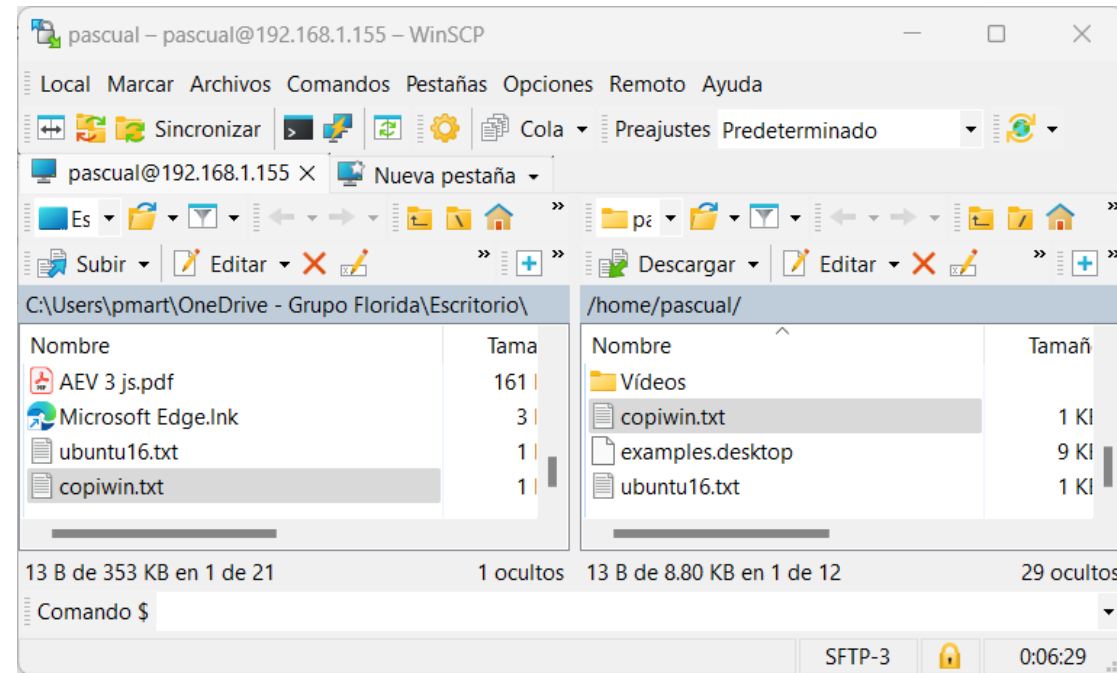 pascual – pascual@192.168.1.155 – WinSCP
Local Marcar Archivos Comandos Pestañas Opciones Remoto Ayuda
Sincronizar Cola Preajustes Predeterminado
pascual@192.168.1.155 Nueva pestaña
Es pa
Subir Editar Descargar Editar
C:\Users\pmart\OneDrive - Grupo Florida\Escritorio\ /home/pascual/
Nombre Tama Nombre Tamañ
AEV 3 js.pdf 161 Vídeos
Microsoft Edge.lnk 3 copiwin.txt 1 KI
ubuntu16.txt 1 examples.desktop 9 KI
copiwin.txt 1 ubuntu16.txt 1 KI
13 B de 353 KB en 1 de 21 1 ocultos 13 B de 8.80 KB en 1 de 12 29 ocultos
Comando $
SFTP-3 0:06:29